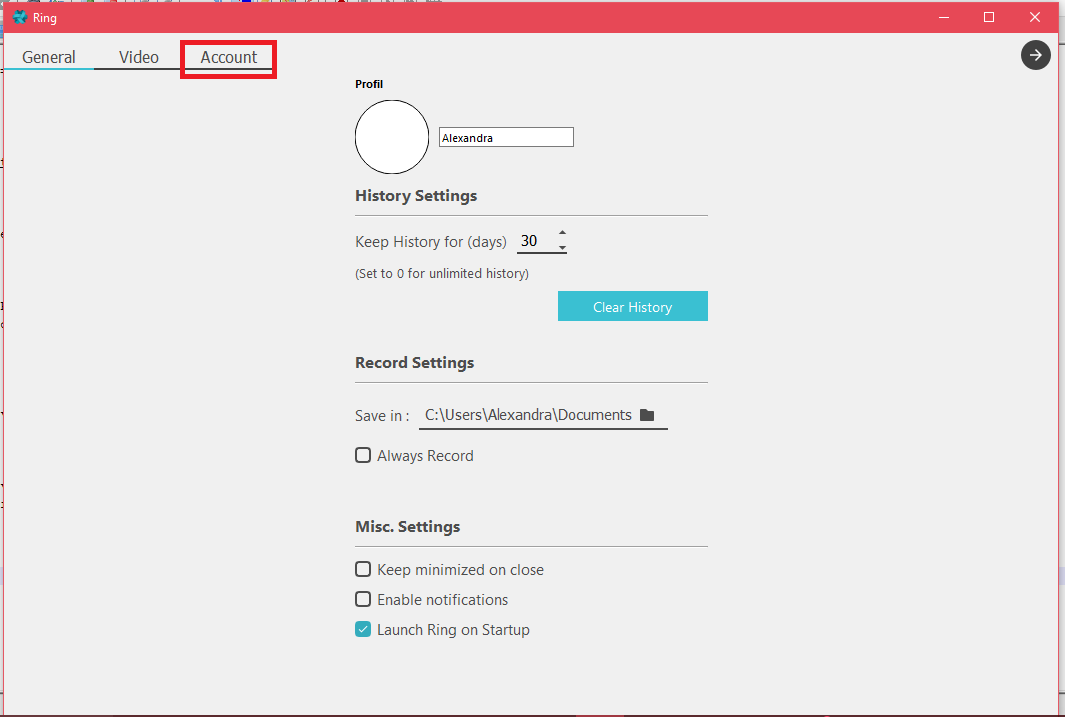 Ring
General Video Account
Profil
Alexandra
History Settings
Keep History for (days) 30
(Set to 0 for unlimited history)
Clear History
Record Settings
Save in : C:\Users\Alexandra\Documents
Always Record
Misc. Settings
Keep minimized on close
Enable notifications
Launch Ring on Startup